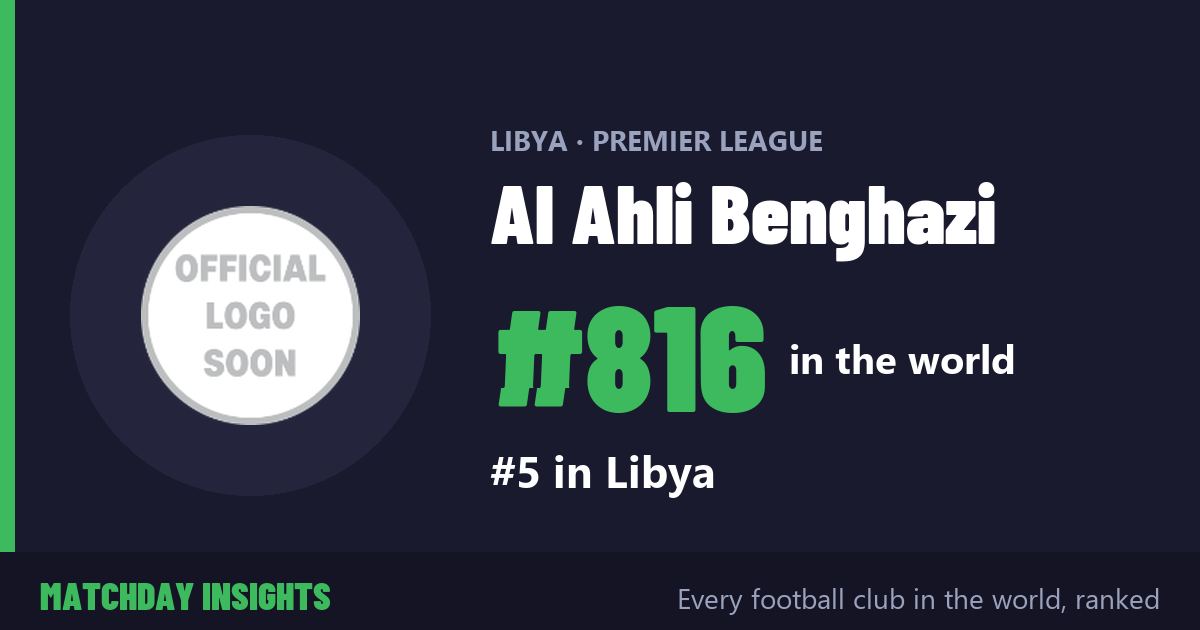 OFFICIAL
LOGO
SOON
LIBYA · PREMIER LEAGUE
Al Ahli Benghazi
#816 in the world
#5 in Libya
MATCHDAY INSIGHTS
Every football club in the world, ranked